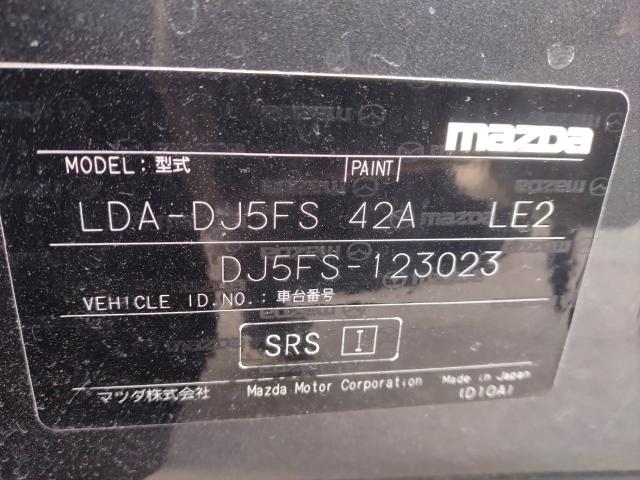 mazda
MODEL: 型式 PAINT
LDA-DJ5FS 42A LE2
DJ5FS-123023
VEHICLE ID.NO.: 車台番号
SRS I
マツダ株式会社 Mazda Motor Corporation Made in Japan
(D10A)